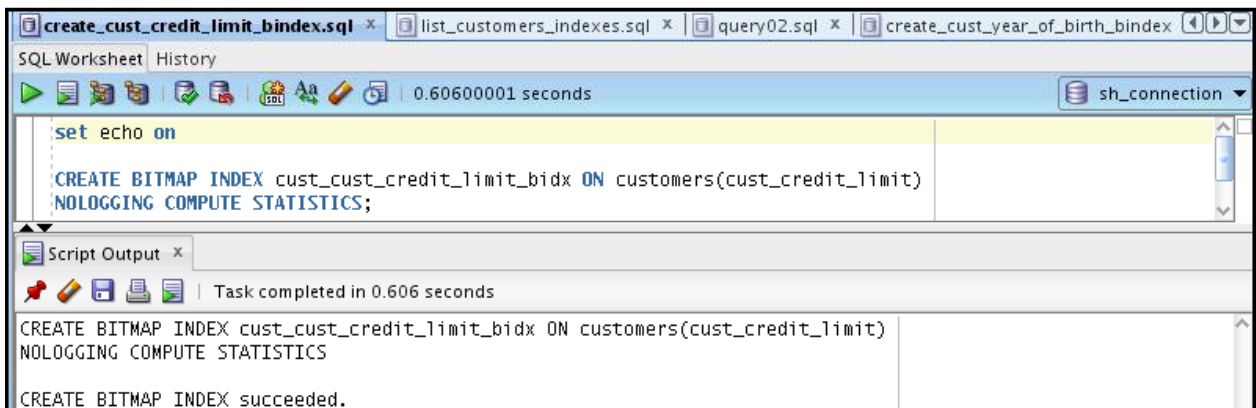 create_cust_credit_limit_bindex.sql x list_customers_indexes.sql x query02.sql x create_cust_year_of_birth_bindex
SQL Worksheet History
0.60600001 seconds sh_connection
set echo on
CREATE BITMAP INDEX cust_cust_credit_limit_bidx ON customers(cust_credit_limit)
NOLOGGING COMPUTE STATISTICS;
Script Output x
Task completed in 0.606 seconds
CREATE BITMAP INDEX cust_cust_credit_limit_bidx ON customers(cust_credit_limit)
NOLOGGING COMPUTE STATISTICS
CREATE BITMAP INDEX succeeded.